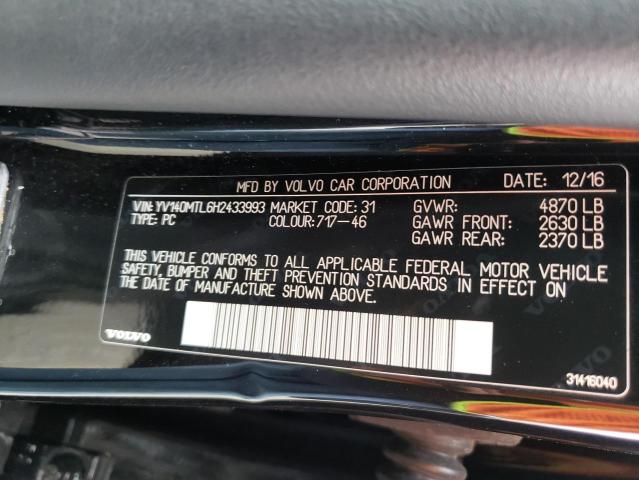 MFD BY VOLVO CAR CORPORATION DATE: 12/16
VIN: YV140MTL6H2433993 MARKET CODE: 31 GVWR: 4870 LB
TYPE: PC COLOUR: 717-46 GAWR FRONT: 2630 LB
GAWR REAR: 2370 LB
THIS VEHICLE CONFORMS TO ALL APPLICABLE FEDERAL MOTOR VEHICLE
SAFETY, BUMPER AND THEFT PREVENTION STANDARDS IN EFFECT ON
THE DATE OF MANUFACTURE SHOWN ABOVE.
VOLVO
31416040